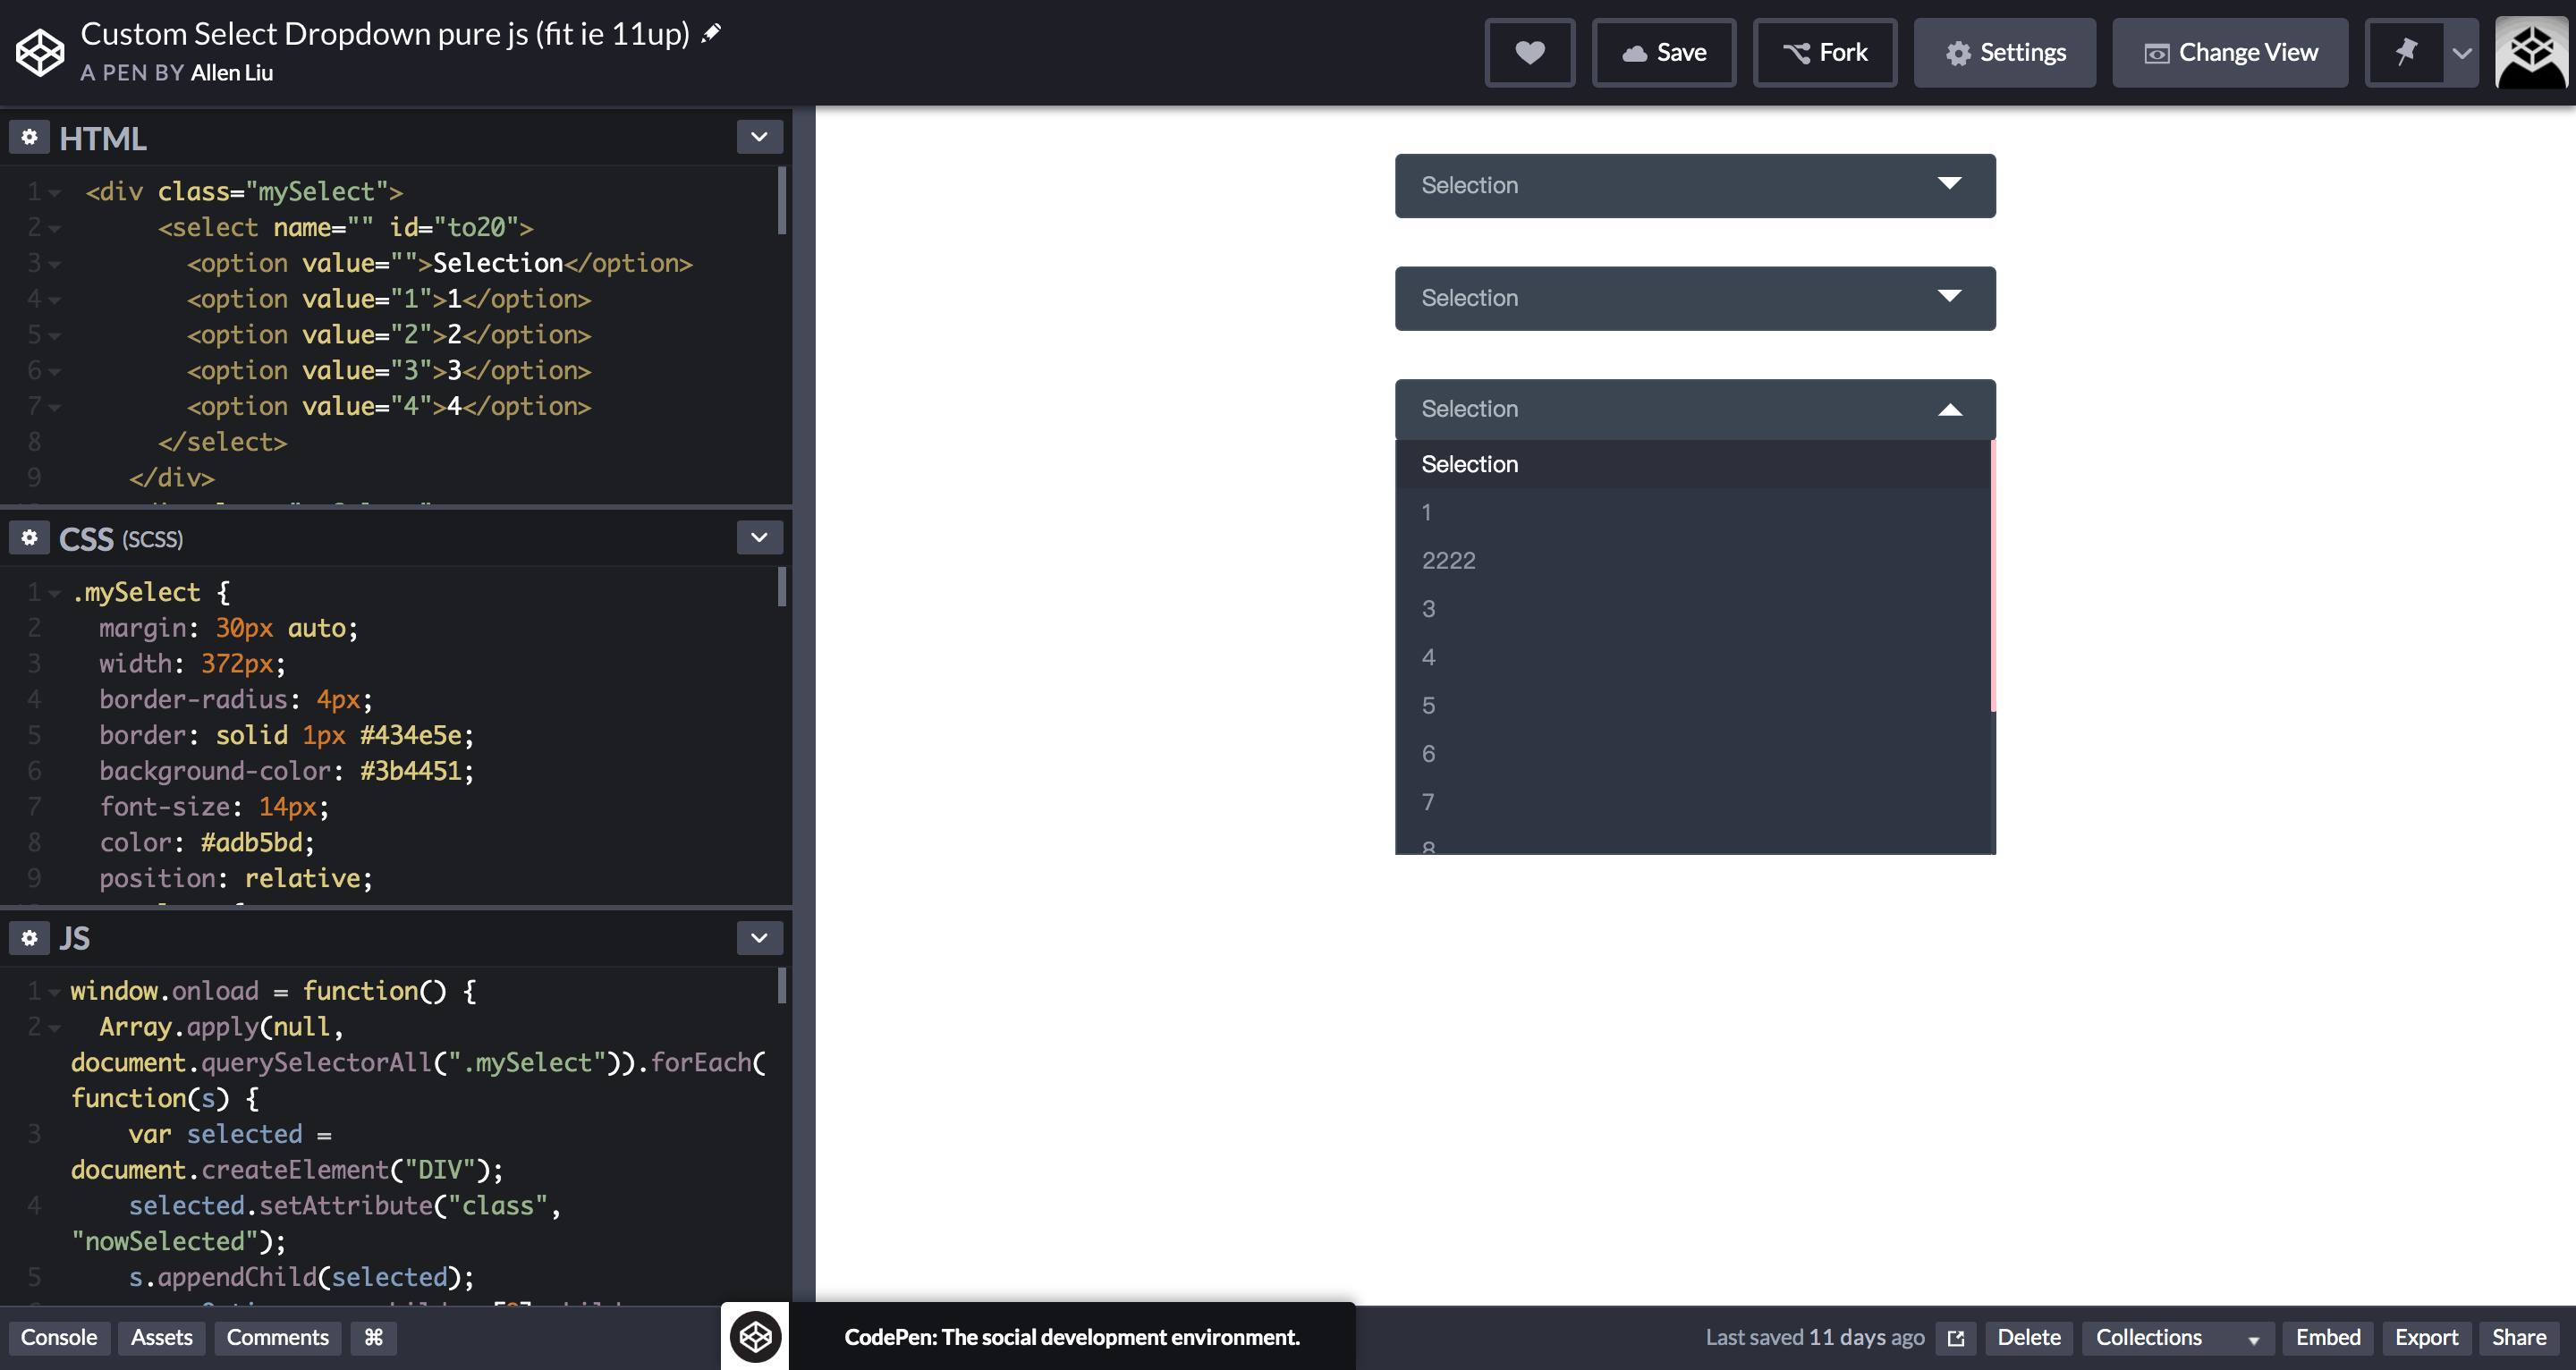 Custom Select Dropdown pure js (fit ie 11up)
A PEN BY Allen Liu
Save
Fork
Settings
Change View
HTML
1 <div class="mySelect">
2 <select name="" id="to20">
3 <option value="">Selection</option>
4 <option value="1">1</option>
5 <option value="2">2</option>
6 <option value="3">3</option>
7 <option value="4">4</option>
8 </select>
9 </div>
CSS (SCSS)
1 .mySelect {
2 margin: 30px auto;
3 width: 372px;
4 border-radius: 4px;
5 border: solid 1px #434e5e;
6 background-color: #3b4451;
7 font-size: 14px;
8 color: #adb5bd;
9 position: relative;
JS
1 window.onload = function() {
2 Array.apply(null,
document.querySelectorAll(".mySelect")).forEach(
function(s) {
3 var selected =
document.createElement("DIV");
4 selected.setAttribute("class",
"nowSelected");
5 s.appendChild(selected);
Selection
Selection
Selection
Selection
1
2222
3
4
5
6
7
8
Console
Assets
Comments
⌘
CodePen: The social development environment.
Last saved 11 days ago
Delete
Collections
Embed
Export
Share